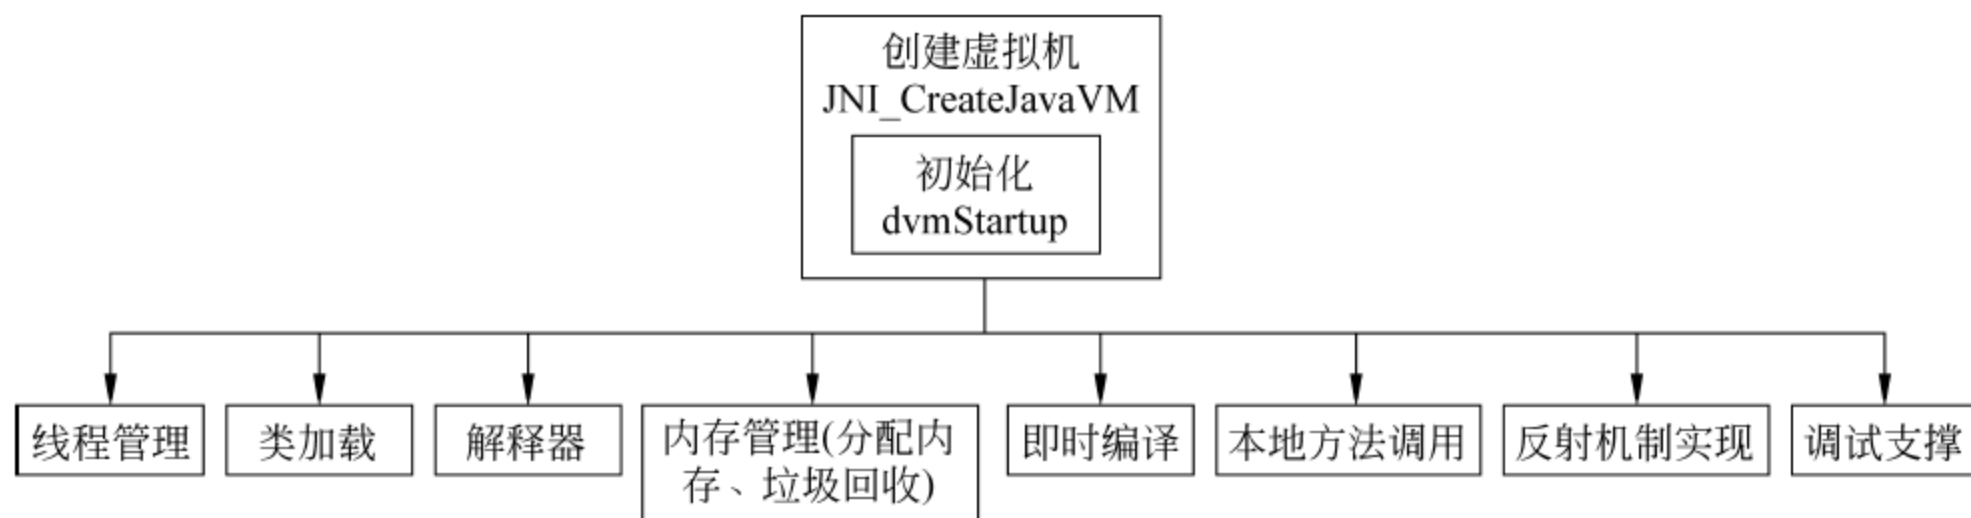 创建虚拟机
JNI_CreateJavaVM
初始化
dvmStartup
线程管理
类加载
解释器
内存管理(分配内
存、垃圾回收)
即时编译
本地方法调用
反射机制实现
调试支撑